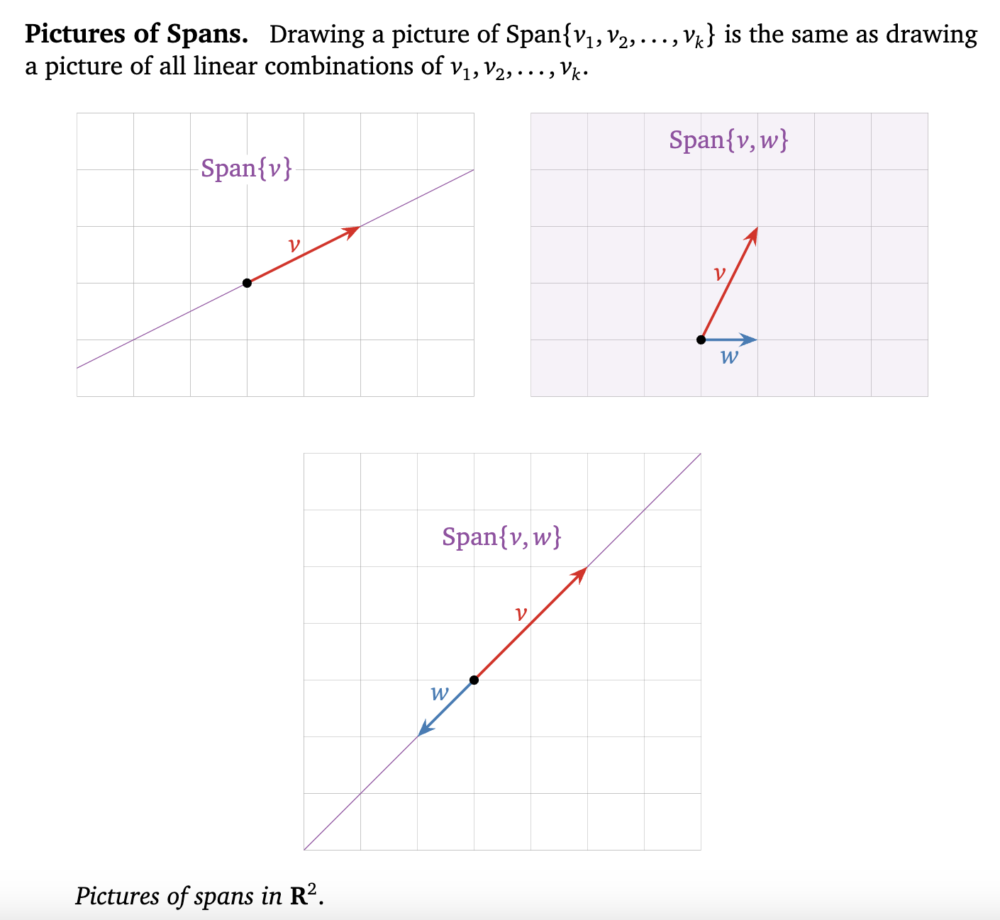 Pictures of Spans. Drawing a picture of Span{v₁, v₂, . . . , vₖ} is the same as drawing
a picture of all linear combinations of v₁, v₂, . . . , vₖ.
Span{v}
v
Span{v, w}
v
w
Span{v, w}
v
w
Pictures of spans in R².